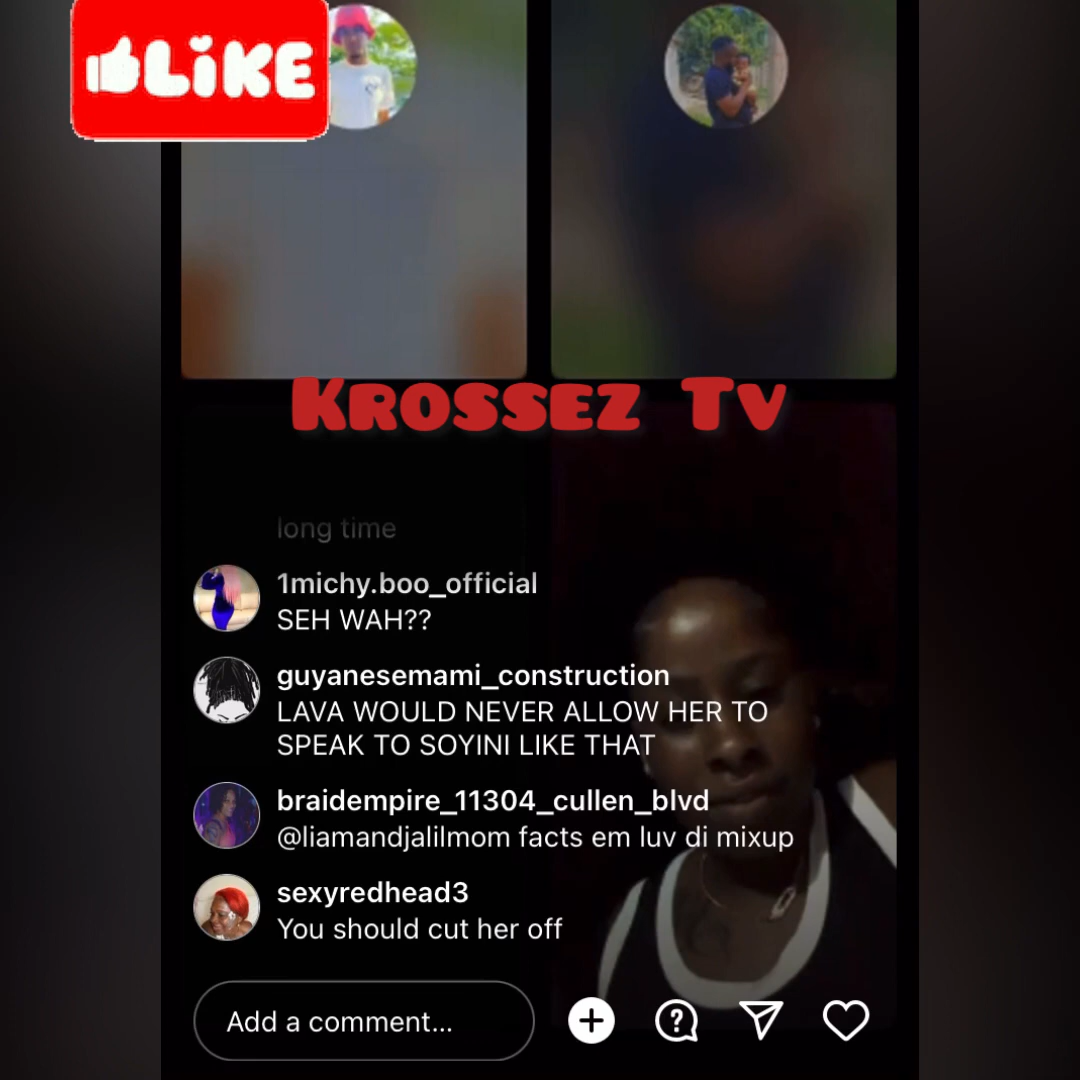 LiKE
KROSSEZ TV
long time
1michy.boo_official
SEH WAH??
guyanesemami_construction
LAVA WOULD NEVER ALLOW HER TO
SPEAK TO SOYINI LIKE THAT
braidempire_11304_cullen_blvd
@liamandjalilmom facts em luv di mixup
sexyredhead3
You should cut her off
Add a comment...